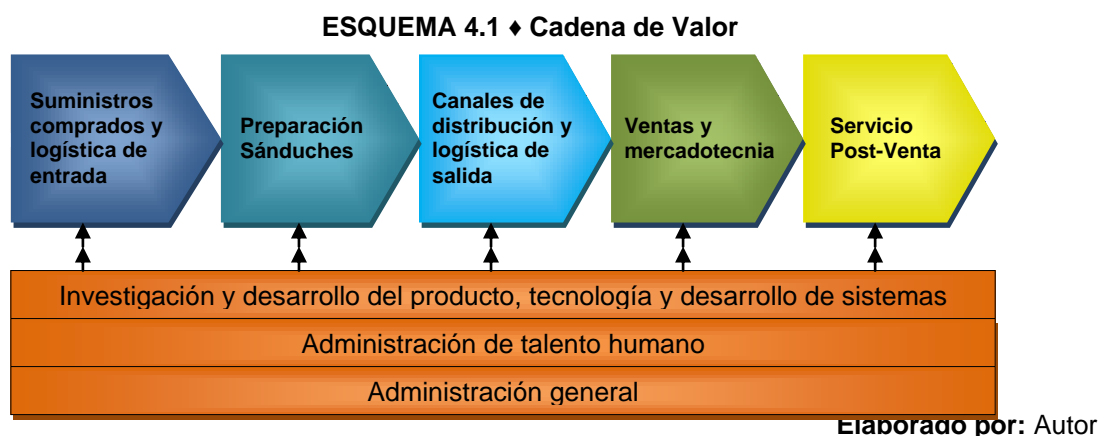 ESQUEMA 4.1 ♦ Cadena de Valor
Suministros
comprados y
logística de
entrada
Preparación
Sánduches
Canales de
distribución y
logística de
salida
Ventas y
mercadotecnia
Servicio
Post-Venta
Investigación y desarrollo del producto, tecnología y desarrollo de sistemas
Administración de talento humano
Administración general
Elaborado por: Autor